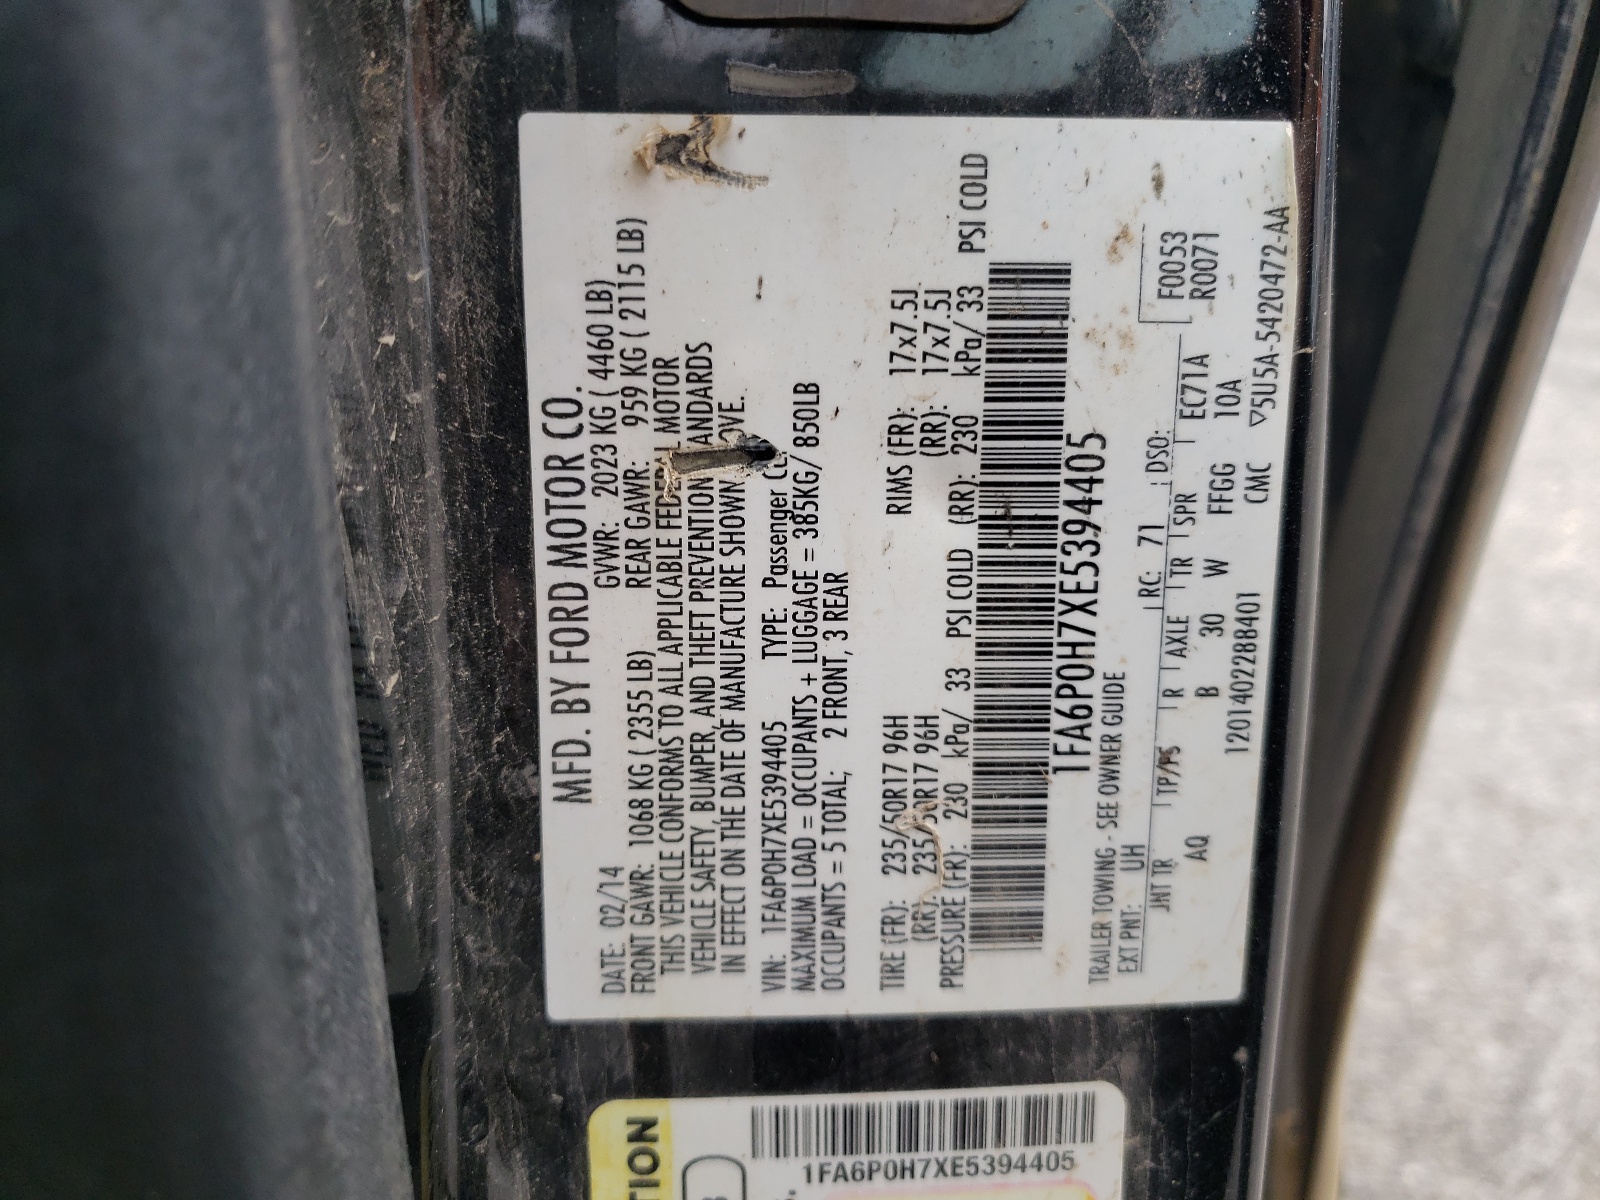 MFD. BY FORD MOTOR CO.
DATE: 02/14 GVWR: 2023 KG ( 4460 LB)
FRONT GAWR: 1068 KG ( 2355 LB) REAR GAWR: 959 KG ( 2115 LB)
THIS VEHICLE CONFORMS TO ALL APPLICABLE FEDERAL MOTOR
VEHICLE SAFETY, BUMPER, AND THEFT PREVENTION STANDARDS
IN EFFECT ON THE DATE OF MANUFACTURE SHOWN ABOVE.
VIN: 1FA6P0H7XE5394405 TYPE: Passenger
MAXIMUM LOAD = OCCUPANTS + LUGGAGE = 385KG/ 850LB
OCCUPANTS = 5 TOTAL; 2 FRONT, 3 REAR
TIRE (FR): 235/50R17 96H RIMS (FR): 17x7.5J
(RR): 235/50R17 96H (RR): 17x7.5J
PRESSURE (FR): 230 kPa/ 33 PSI COLD (RR): 230 kPa/ 33 PSI COLD
1FA6P0H7XE5394405
TRAILER TOWING - SEE OWNER GUIDE
EXT PNT: UH RC: 71 DSO: F0053
R0071
JNT TR TP/PS R AXLE TR SPR EC71A
AQ B 30 W FFGG 10A
1201402288401 CMC ▽5U5A-5420472-AA
TION
1FA6P0H7XE5394405